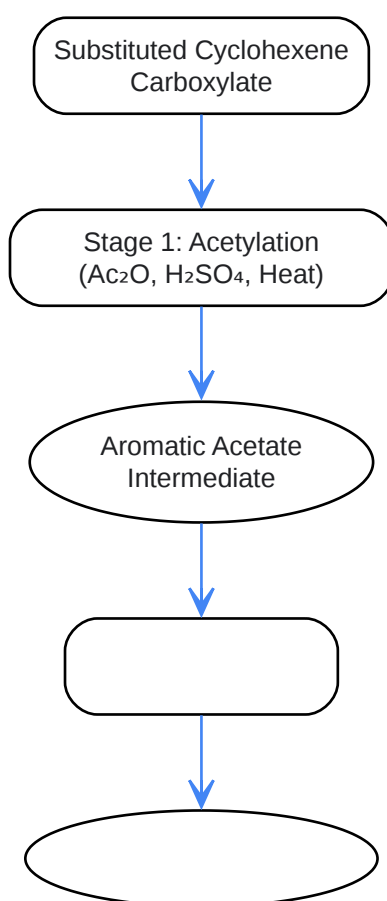 Substituted Cyclohexene
Carboxylate
Stage 1: Acetylation
(Ac₂O, H₂SO₄, Heat)
Aromatic Acetate
Intermediate